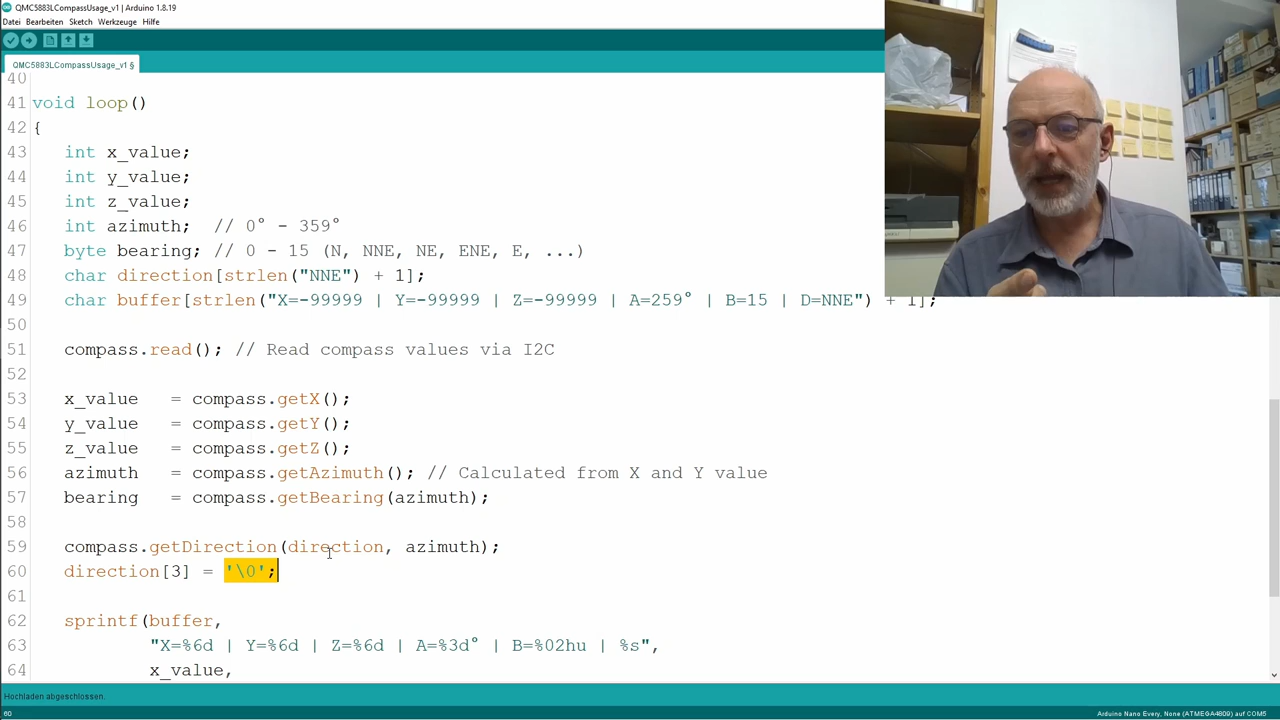 QMC5883LCompassUsage_v1 | Arduino 1.8.19
Datei Bearbeiten Sketch Werkzeuge Hilfe
QMC5883LCompassUsage_v1 §
40
41 void loop()
42 {
43 int x_value;
44 int y_value;
45 int z_value;
46 int azimuth; // 0° - 359°
47 byte bearing; // 0 - 15 (N, NNE, NE, ENE, E, ...)
48 char direction[strlen("NNE") + 1];
49 char buffer[strlen("X=-99999 | Y=-99999 | Z=-99999 | A=259° | B=15 | D=NNE") + 1];
50
51 compass.read(); // Read compass values via I2C
52
53 x_value = compass.getX();
54 y_value = compass.getY();
55 z_value = compass.getZ();
56 azimuth = compass.getAzimuth(); // Calculated from X and Y value
57 bearing = compass.getBearing(azimuth);
58
59 compass.getDirection(direction, azimuth);
60 direction[3] = '\0';
61
62 sprintf(buffer,
63 "X=%6d | Y=%6d | Z=%6d | A=%3d° | B=%02hu | %s",
64 x_value,
Hochladen abgeschlossen.
60
Arduino Nano Every, None (ATMEGA4809) auf COM5